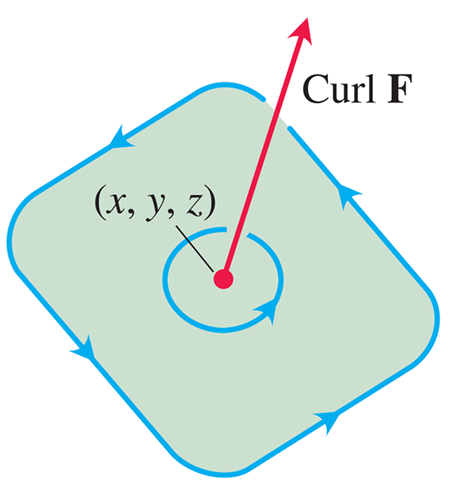 Curl F
(x, y, z)